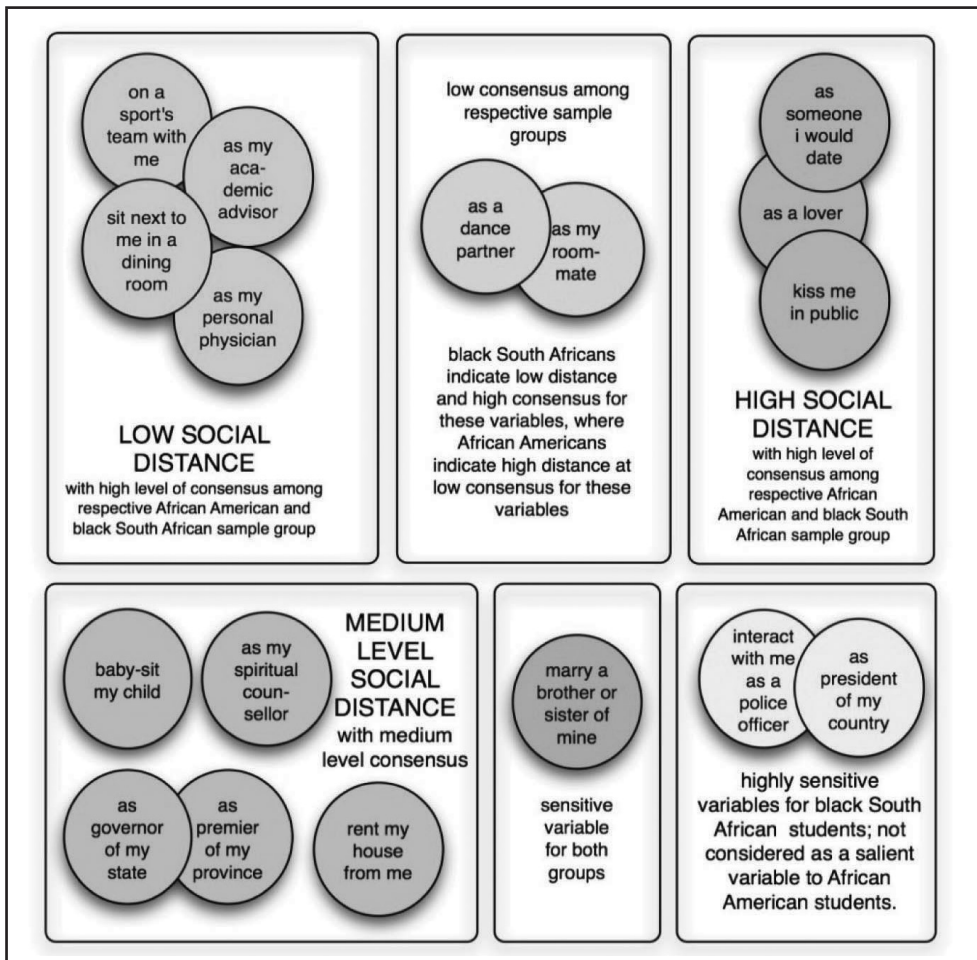 on a
sport's
team with
me
as my
aca-
demic
advisor
sit next to
me in a
dining
room
as my
personal
physician
LOW SOCIAL
DISTANCE
with high level of consensus among
respective African American and
black South African sample group
low consensus among
respective sample
groups
as a
dance
partner
as my
room-
mate
black South Africans
indicate low distance
and high consensus for
these variables, where
African Americans
indicate high distance at
low consensus for these
variables
as
someone
i would
date
as a lover
kiss me
in public
HIGH SOCIAL
DISTANCE
with high level of
consensus among
respective African
American and black South
African sample group
baby-sit
my child
as my
spiritual
coun-
sellor
MEDIUM
LEVEL
SOCIAL
DISTANCE
with medium
level consensus
as
governor
of my
state
as
premier
of my
province
rent my
house
from me
marry a
brother or
sister of
mine
sensitive
variable
for both
groups
interact
with me
as a
police
officer
as
president
of my
country
highly sensitive
variables for black South
African students; not
considered as a salient
variable to African
American students.